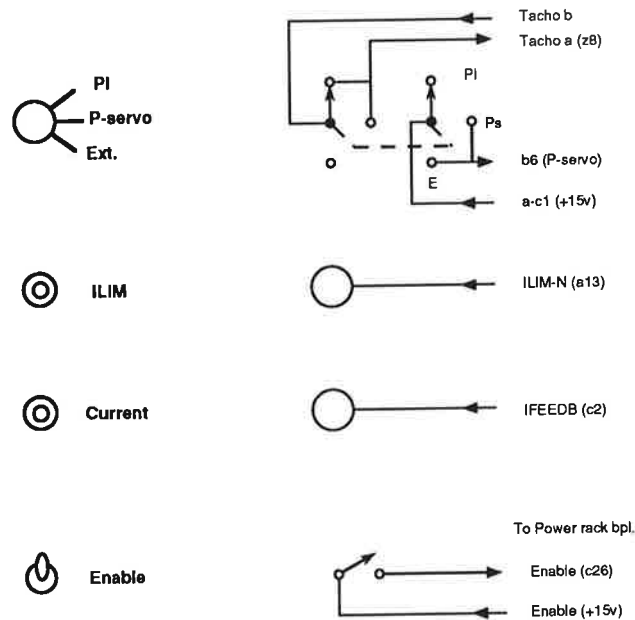 Tacho b
Tacho a (z8)
PI
P-servo
Ext.
PI
Ps
b6 (P-servo)
E
a-c1 (+15v)
ILIM
ILIM-N (a13)
Current
IFEEDB (c2)
To Power rack bpl.
Enable
Enable (c26)
Enable (+15v)